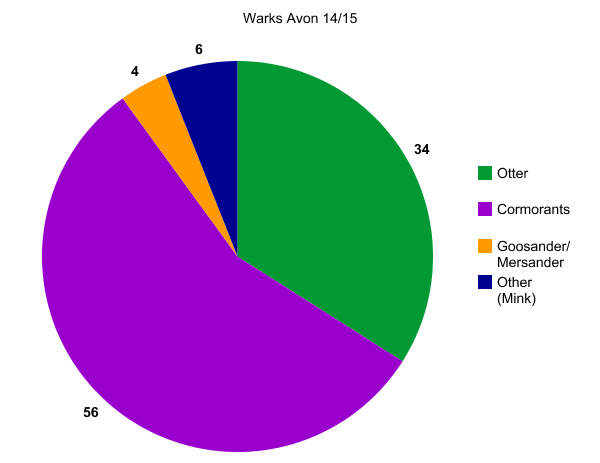 Warks Avon 14/15
6
4
34
Otter
Cormorants
Goosander/
Mersander
Other
(Mink)
56